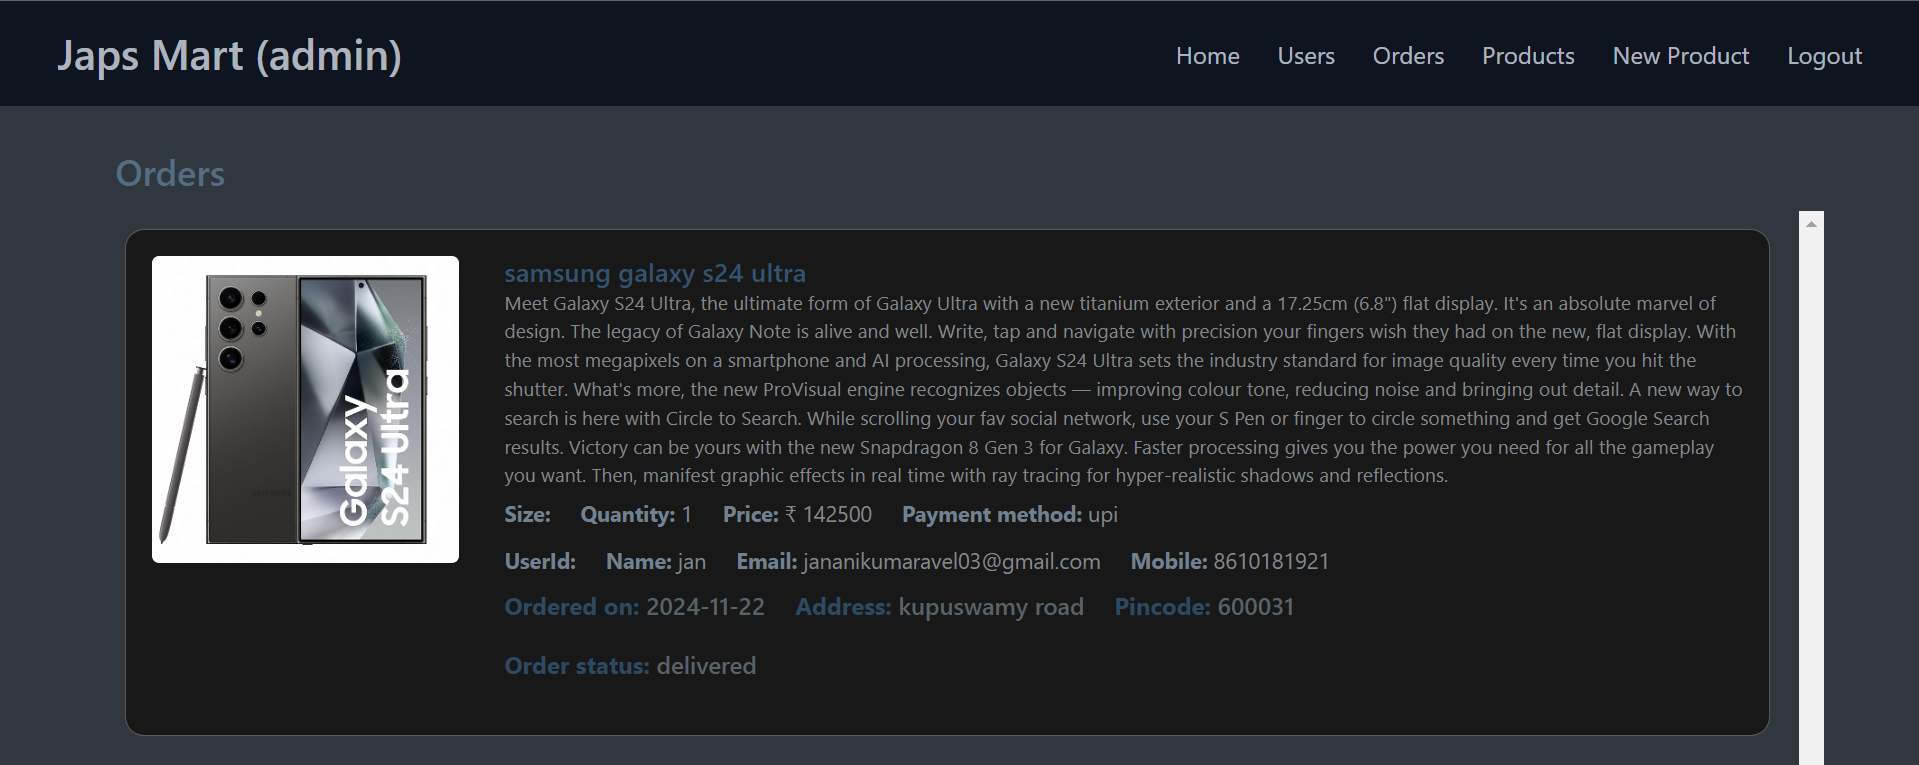 Japs Mart (admin)
Home Users Orders Products New Product Logout
Orders
Galaxy
S24 Ultra
SAMSUNG
samsung galaxy s24 ultra
Meet Galaxy S24 Ultra, the ultimate form of Galaxy Ultra with a new titanium exterior and a 17.25cm (6.8") flat display. It's an absolute marvel of
design. The legacy of Galaxy Note is alive and well. Write, tap and navigate with precision your fingers wish they had on the new, flat display. With
the most megapixels on a smartphone and AI processing, Galaxy S24 Ultra sets the industry standard for image quality every time you hit the
shutter. What's more, the new ProVisual engine recognizes objects — improving colour tone, reducing noise and bringing out detail. A new way to
search is here with Circle to Search. While scrolling your fav social network, use your S Pen or finger to circle something and get Google Search
results. Victory can be yours with the new Snapdragon 8 Gen 3 for Galaxy. Faster processing gives you the power you need for all the gameplay
you want. Then, manifest graphic effects in real time with ray tracing for hyper-realistic shadows and reflections.
Size: Quantity: 1 Price: ₹ 142500 Payment method: upi
UserId: Name: jan Email: jananikumaravel03@gmail.com Mobile: 8610181921
Ordered on: 2024-11-22 Address: kupuswamy road Pincode: 600031
Order status: delivered